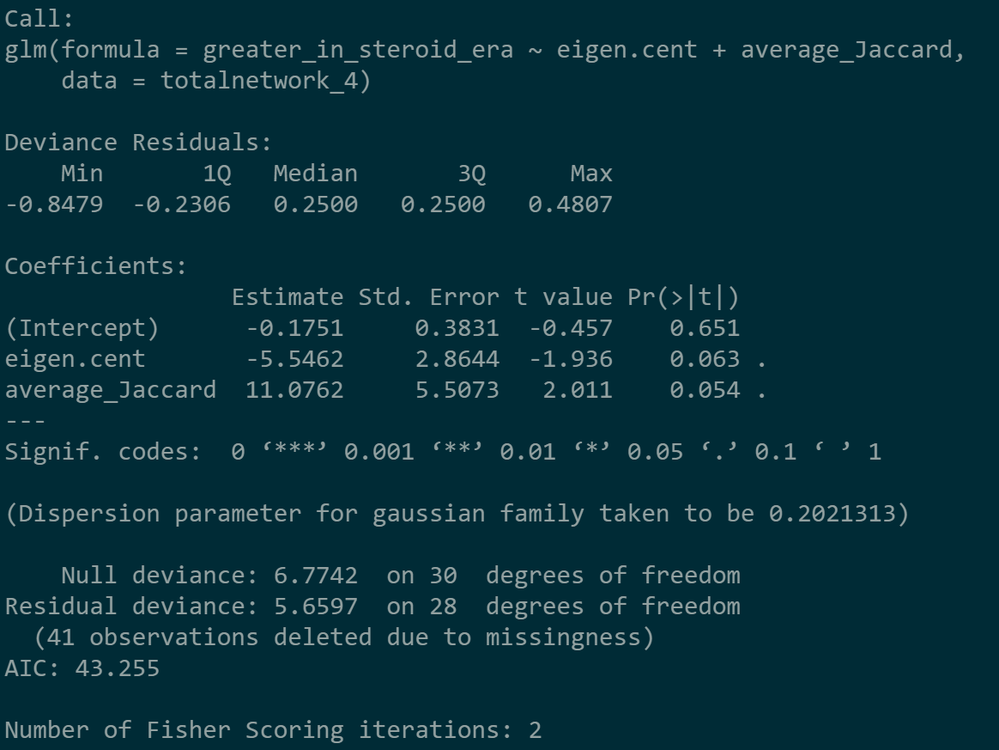 Call:
glm(formula = greater_in_steroid_era ~ eigen.cent + average_Jaccard,
    data = totalnetwork_4)

Deviance Residuals:
    Min       1Q   Median       3Q      Max
-0.8479  -0.2306   0.2500   0.2500   0.4807

Coefficients:
                Estimate Std. Error t value Pr(>|t|)
(Intercept)      -0.1751     0.3831  -0.457    0.651
eigen.cent       -5.5462     2.8644  -1.936    0.063 .
average_Jaccard  11.0762     5.5073   2.011    0.054 .
---
Signif. codes:  0 ‘***’ 0.001 ‘**’ 0.01 ‘*’ 0.05 ‘.’ 0.1 ‘ ’ 1

(Dispersion parameter for gaussian family taken to be 0.2021313)

    Null deviance: 6.7742  on 30  degrees of freedom
Residual deviance: 5.6597  on 28  degrees of freedom
  (41 observations deleted due to missingness)
AIC: 43.255

Number of Fisher Scoring iterations: 2